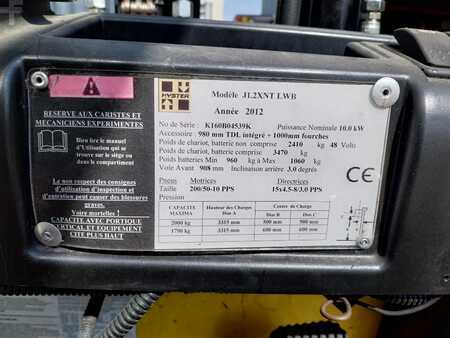 HYSTER
Modèle J1.2XNT LWB
Année 2012
RESERVE AUX CARISTES ET
MECANICIENS EXPERIMENTES
Bien lire le manuel
d'utilisation se trouvant
sur le siège ou dans
le compartiment
Le non respect des consignes
d'utilisation et d'inspection
peut causer des blessures
graves.
Voire mortelles !
CAPACITE AVEC PORTIQUE
VERTICAL ET EQUIPEMENT
CITE PLUS HAUT
No de Série : K160B04539K Puissance Nominale 10.0 kW
Accessoire : 980 mm TDL intégré + 1000mm fourches
Poids de chariot, batterie non comprise 2410 kg 48 Volts
Poids de chariot, batterie comprise 3470 kg
Poids batteries Min 960 kg à Max 1060 kg
Voie Avant 908 mm Inclinaison arrière 3.0 degrés
Pneus Motrices Directrices
Taille 200/50-10 PPS 15x4.5-8/3.0 PPS
Pression
CAPACITE MAXIMA Hauteur des Charges Dist A Centre de Charge Dist B Dist C
2000 kg 3315 mm 500 mm 500 mm
1750 kg 3315 mm 600 mm 600 mm
CE